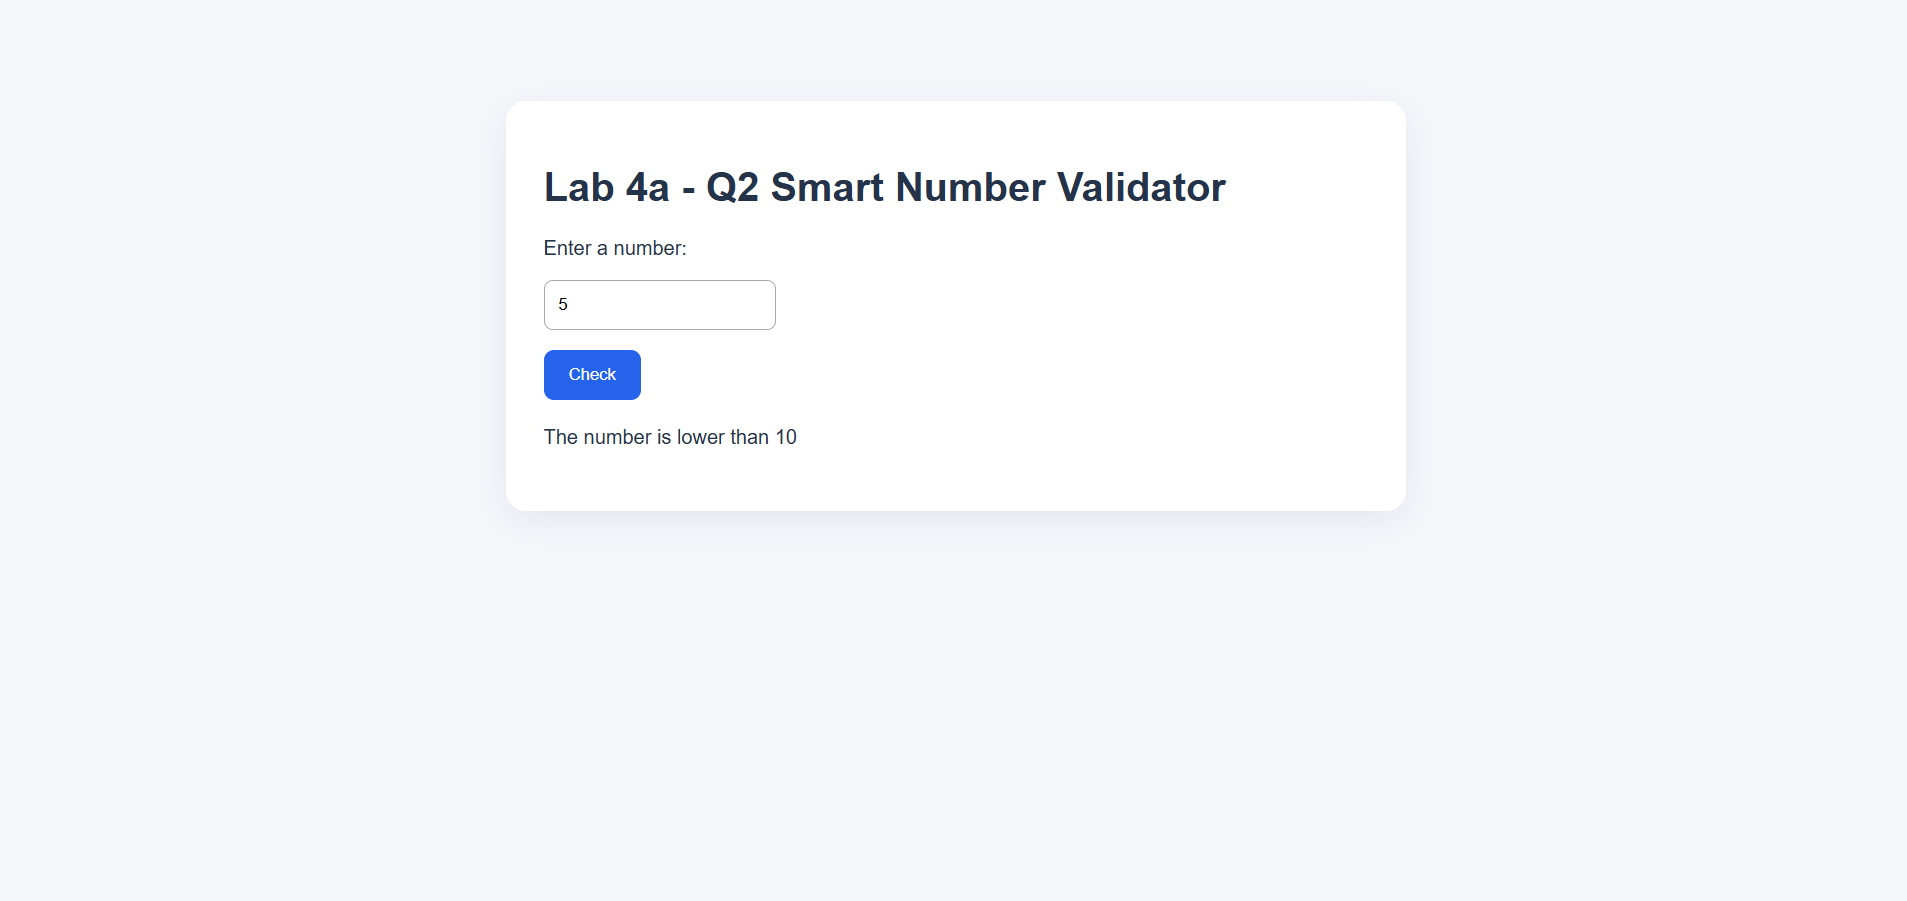 Lab 4a - Q2 Smart Number Validator
Enter a number:
5
Check
The number is lower than 10